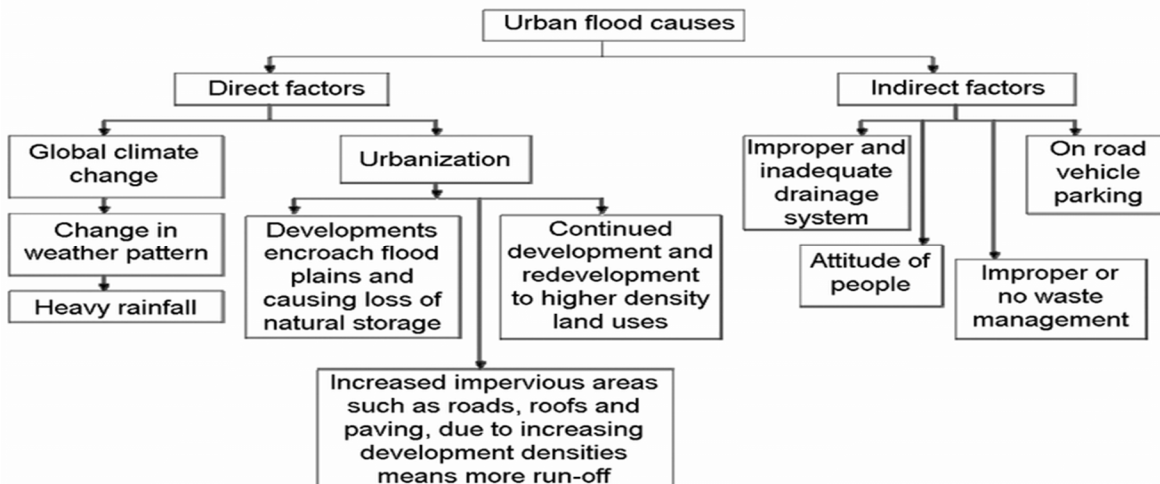 Urban flood causes
Direct factors
Indirect factors
Global climate
change
Change in
weather pattern
Heavy rainfall
Urbanization
Developments
encroach flood
plains and
causing loss of
natural storage
Increased impervious areas
such as roads, roofs and
paving, due to increasing
development densities
means more run-off
Continued
development and
redevelopment
to higher density
land uses
Improper and
inadequate
drainage
system
Attitude of
people
Improper or
no waste
management
On road
vehicle
parking